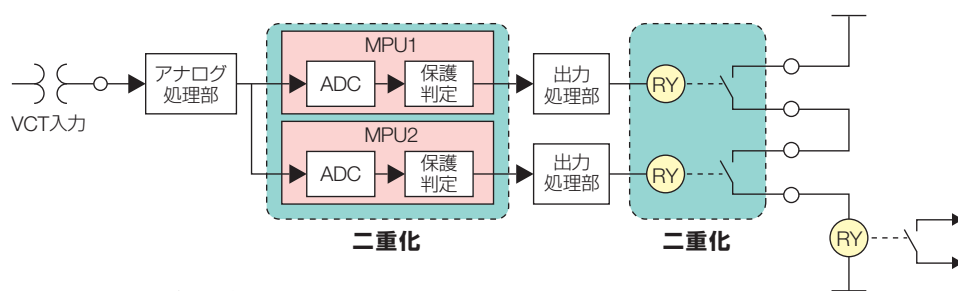 VCT入力
アナログ
処理部
MPU1
ADC
保護
判定
出力
処理部
RY
MPU2
ADC
保護
判定
出力
処理部
RY
二重化
二重化
RY